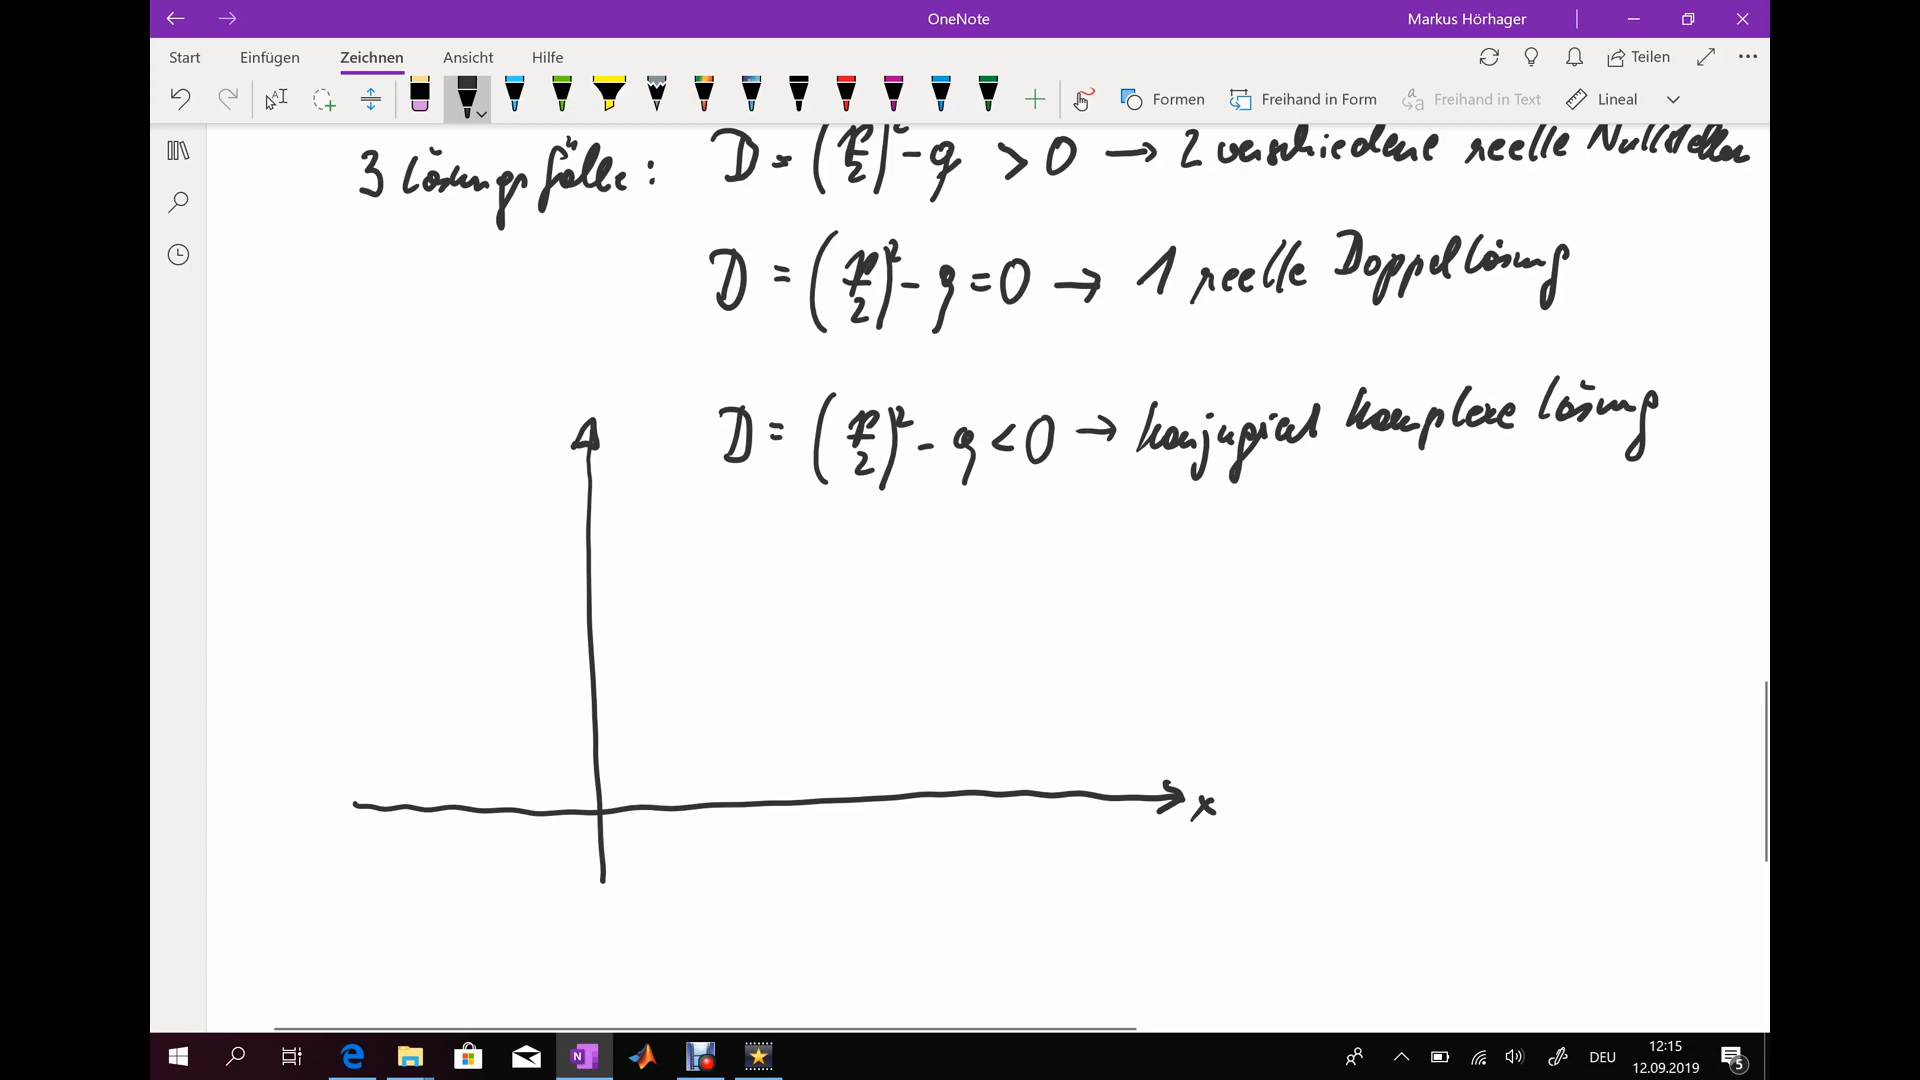 OneNote
Markus Hörhager
Start Einfügen Zeichnen Ansicht Hilfe
Teilen
Formen Freihand in Form Freihand in Text Lineal
3 Lösungsfälle: D = (p/2)² - q > 0 → 2 verschiedene reelle Nullstellen
D = (p/2)² - q = 0 → 1 reelle Doppellösung
D = (p/2)² - q < 0 → konjugiert komplexe Lösung
x
DEU
12:15
12.09.2019
5